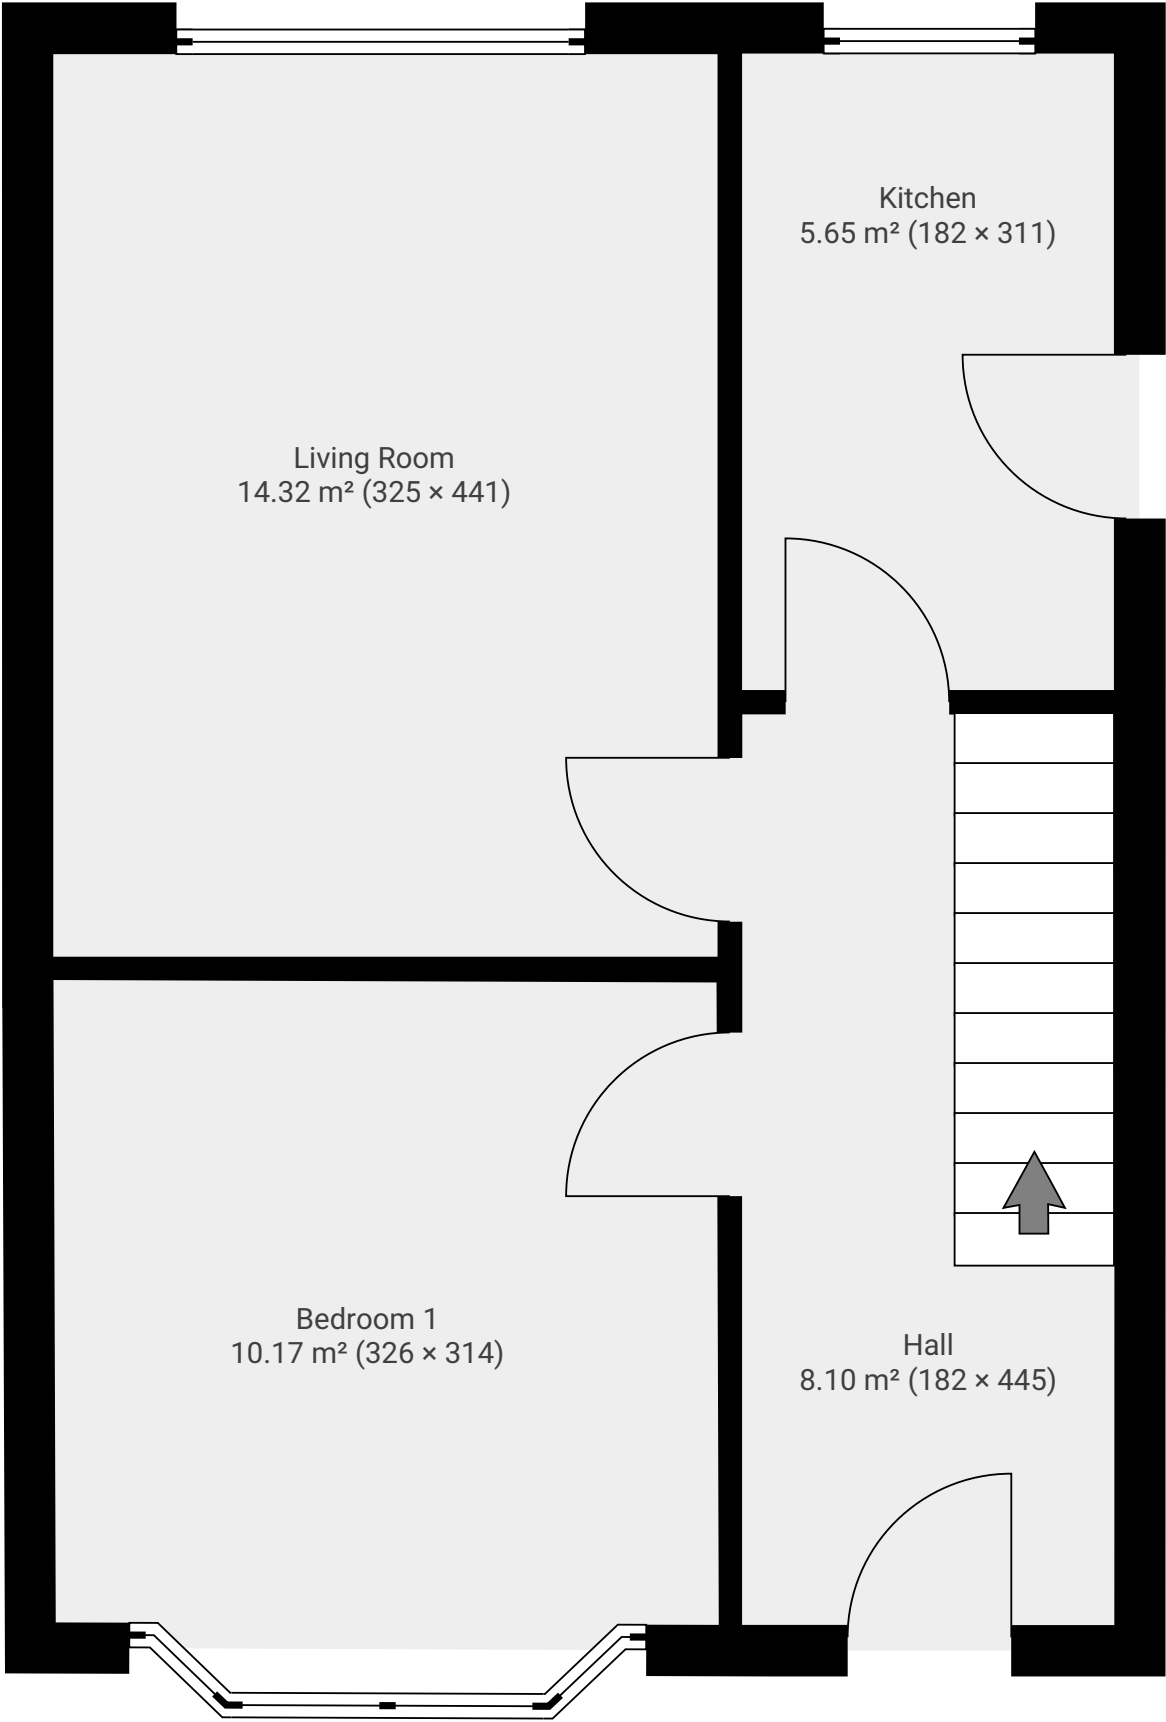 Kitchen
5.65 m² (182 × 311)
Living Room
14.32 m² (325 × 441)
Bedroom 1
10.17 m² (326 × 314)
Hall
8.10 m² (182 × 445)